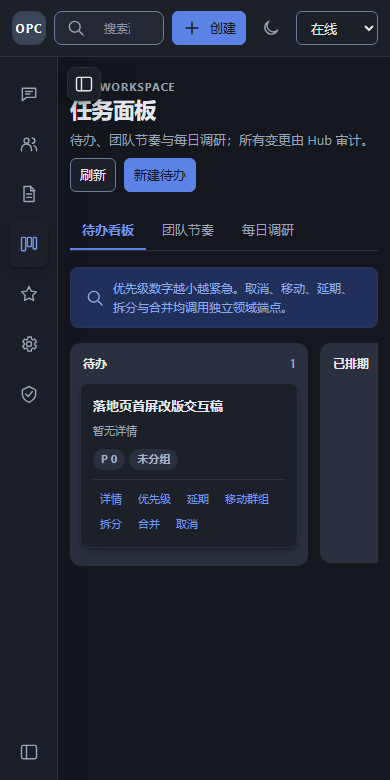 OPC
搜索
创建
在线
WORKSPACE
任务面板
待办、团队节奏与每日调研；所有变更由 Hub 审计。
刷新
新建待办
待办看板
团队节奏
每日调研
优先级数字越小越紧急。取消、移动、延期、
拆分与合并均调用独立领域端点。
待办
1
已排期
落地页首屏改版交互稿
暂无详情
P 0
未分组
详情
优先级
延期
移动群组
拆分
合并
取消